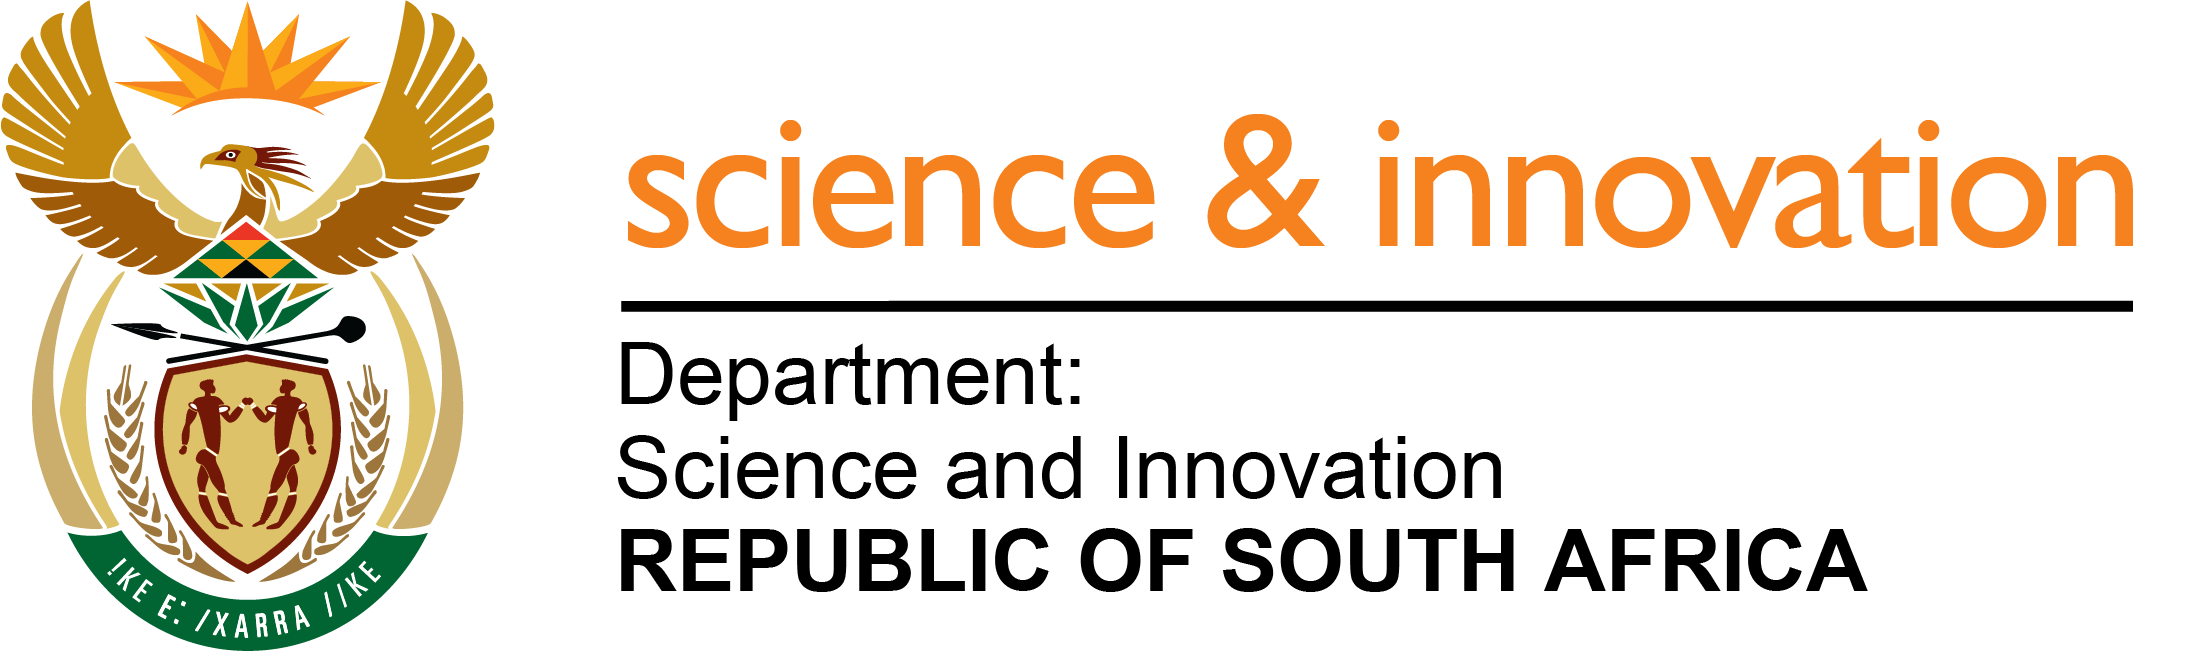 science & innovation
Department:
Science and Innovation
REPUBLIC OF SOUTH AFRICA
!KE E: /XARRA //KE